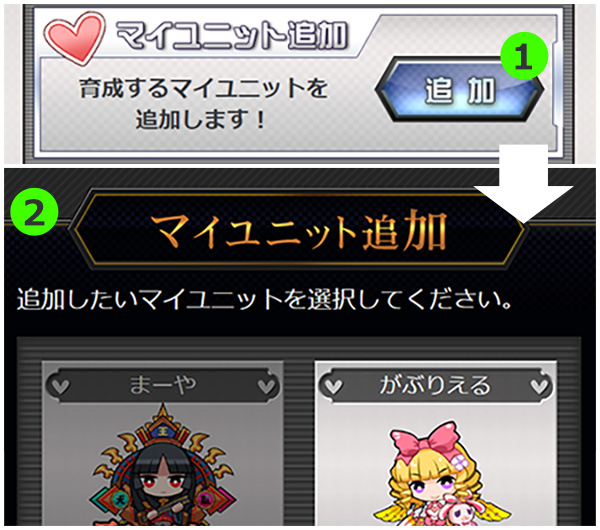 マイユニット追加
育成するマイユニットを
追加します！
追加
1
2
マイユニット追加
追加したいマイユニットを選択してください。
まーや
がぶりえる
王